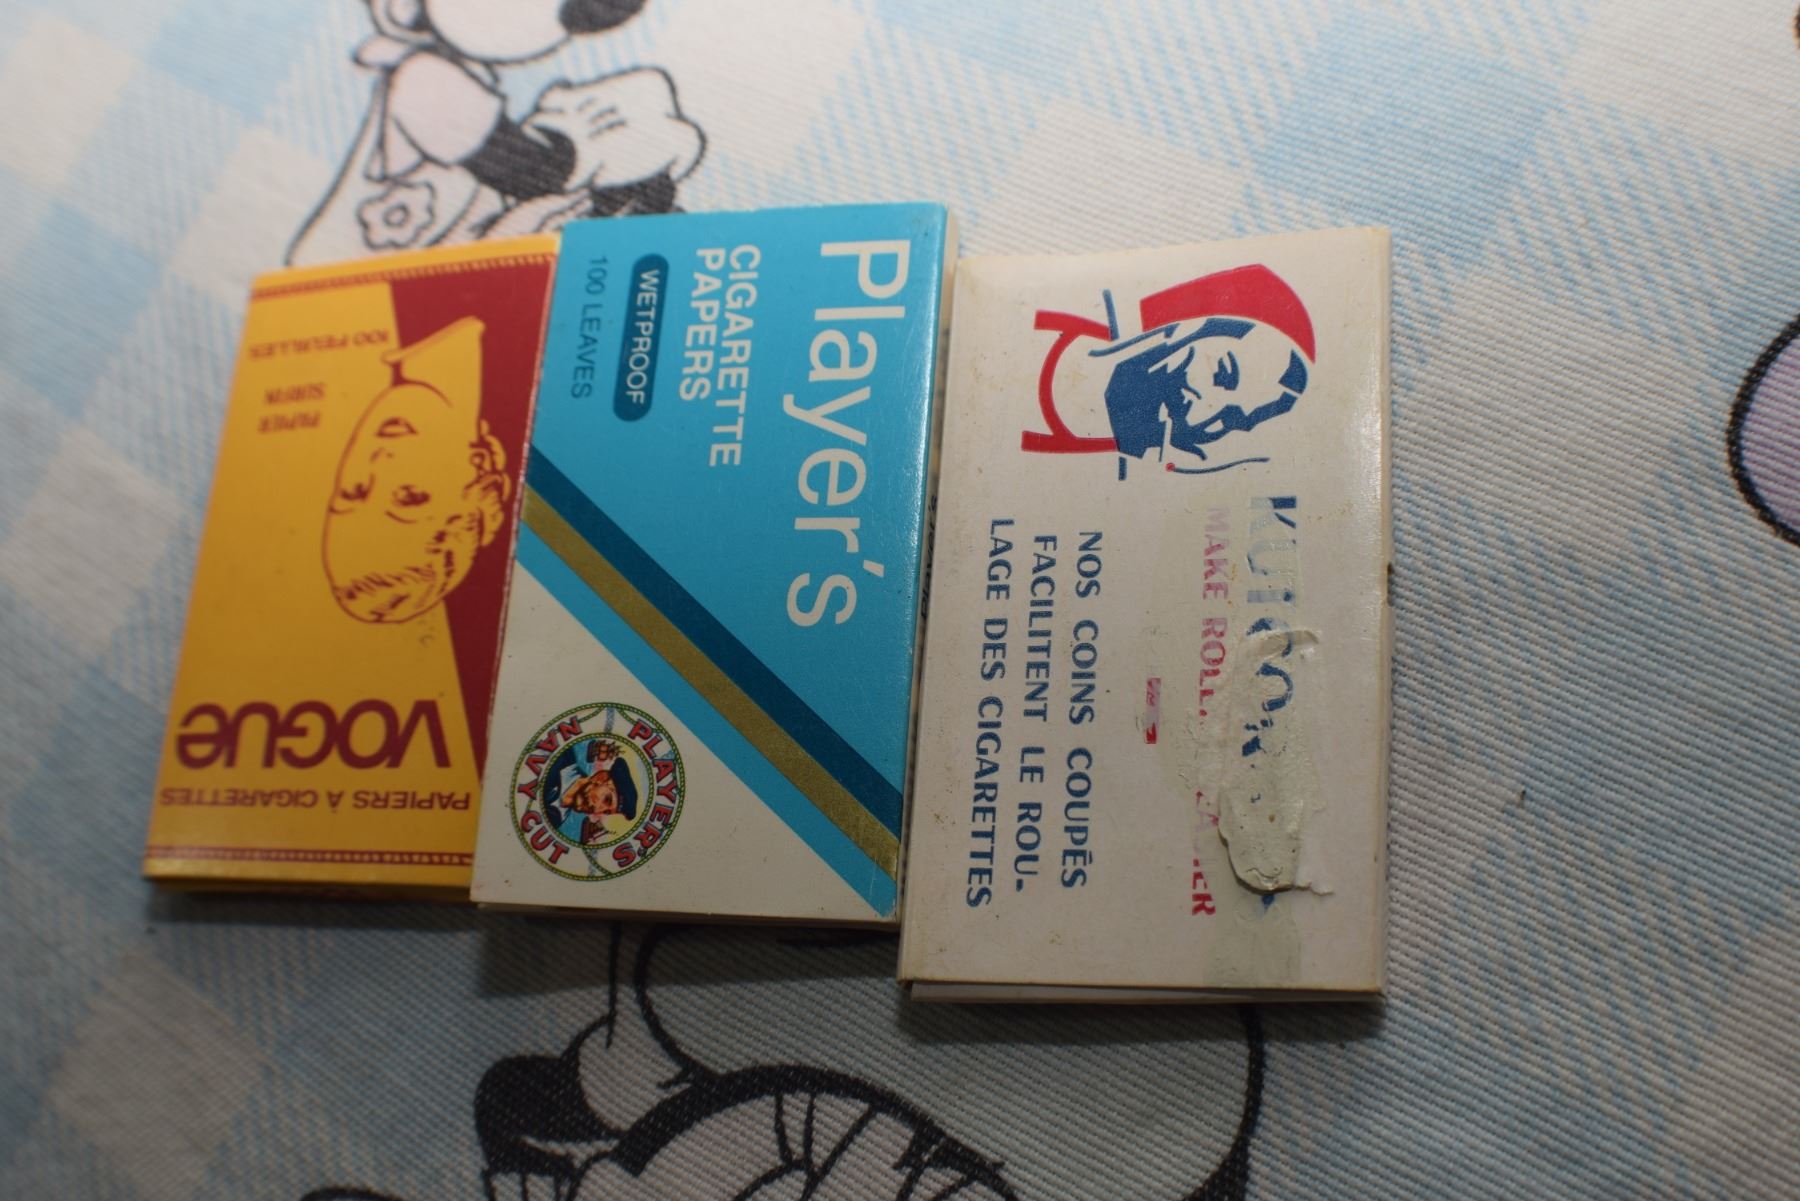 100 FEUILLETS
PAPIER
SURFIN
VOGUE
PAPIERS À CIGARETTES
Player's
CIGARETTE
PAPERS
WETPROOF
100 LEAVES
PLAYER'S
NAVY CUT
MAKE
NOS COINS COUPÉS
FACILITENT LE ROU-
LAGE DES CIGARETTES